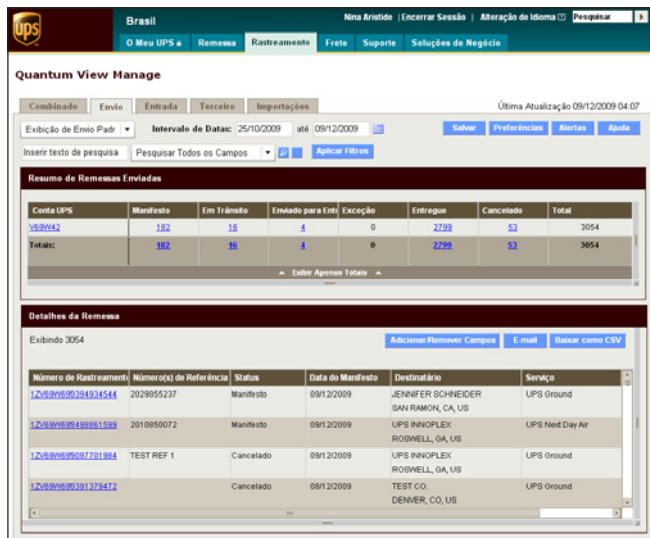 ups
Brasil
Nina Aristide | Encerrar Sessão | Alteração de Idioma Pesquisar
O Meu UPS Remessa Rastreamento Frete Suporte Soluções de Negócio
Quantum View Manage
Combinado Envio Entrada Terceiro Importações Última Atualização 09/12/2009 04:07
Exibição de Envio Padr Intervalo de Datas: 25/10/2009 até 09/12/2009 Salvar Preferências Alertas Ajuda
Inserir texto de pesquisa Pesquisar Todos os Campos Aplicar Filtros
Resumo de Remessas Enviadas
Conta UPS Manifesto Em Trânsito Enviado para Entr Exceção Entregue Cancelado Total
V69W42 182 16 4 0 2799 53 3054
Totais: 182 16 4 0 2799 53 3054
Exibir Apenas Totais
Detalhes da Remessa
Exibindo 3054 Adicionar/Remover Campos E-mail Baixar como CSV
Número de Rastreament Número(s) de Referência Status Data do Manifesto Destinatário Serviço
1ZV69W690394934544 2029855237 Manifesto 09/12/2009 JENNIFER SCHNEIDER UPS Ground
SAN RAMON, CA, US
1ZV69W698498861599 2010850072 Manifesto 09/12/2009 UPS INNOPLEX UPS Next Day Air
ROSWELL, GA, US
1ZV69W699097701984 TEST REF 1 Cancelado 09/12/2009 UPS INNOPLEX UPS Ground
ROSWELL, GA, US
1ZV69W690391379472 Cancelado 08/12/2009 TEST CO. UPS Ground
DENVER, CO, US